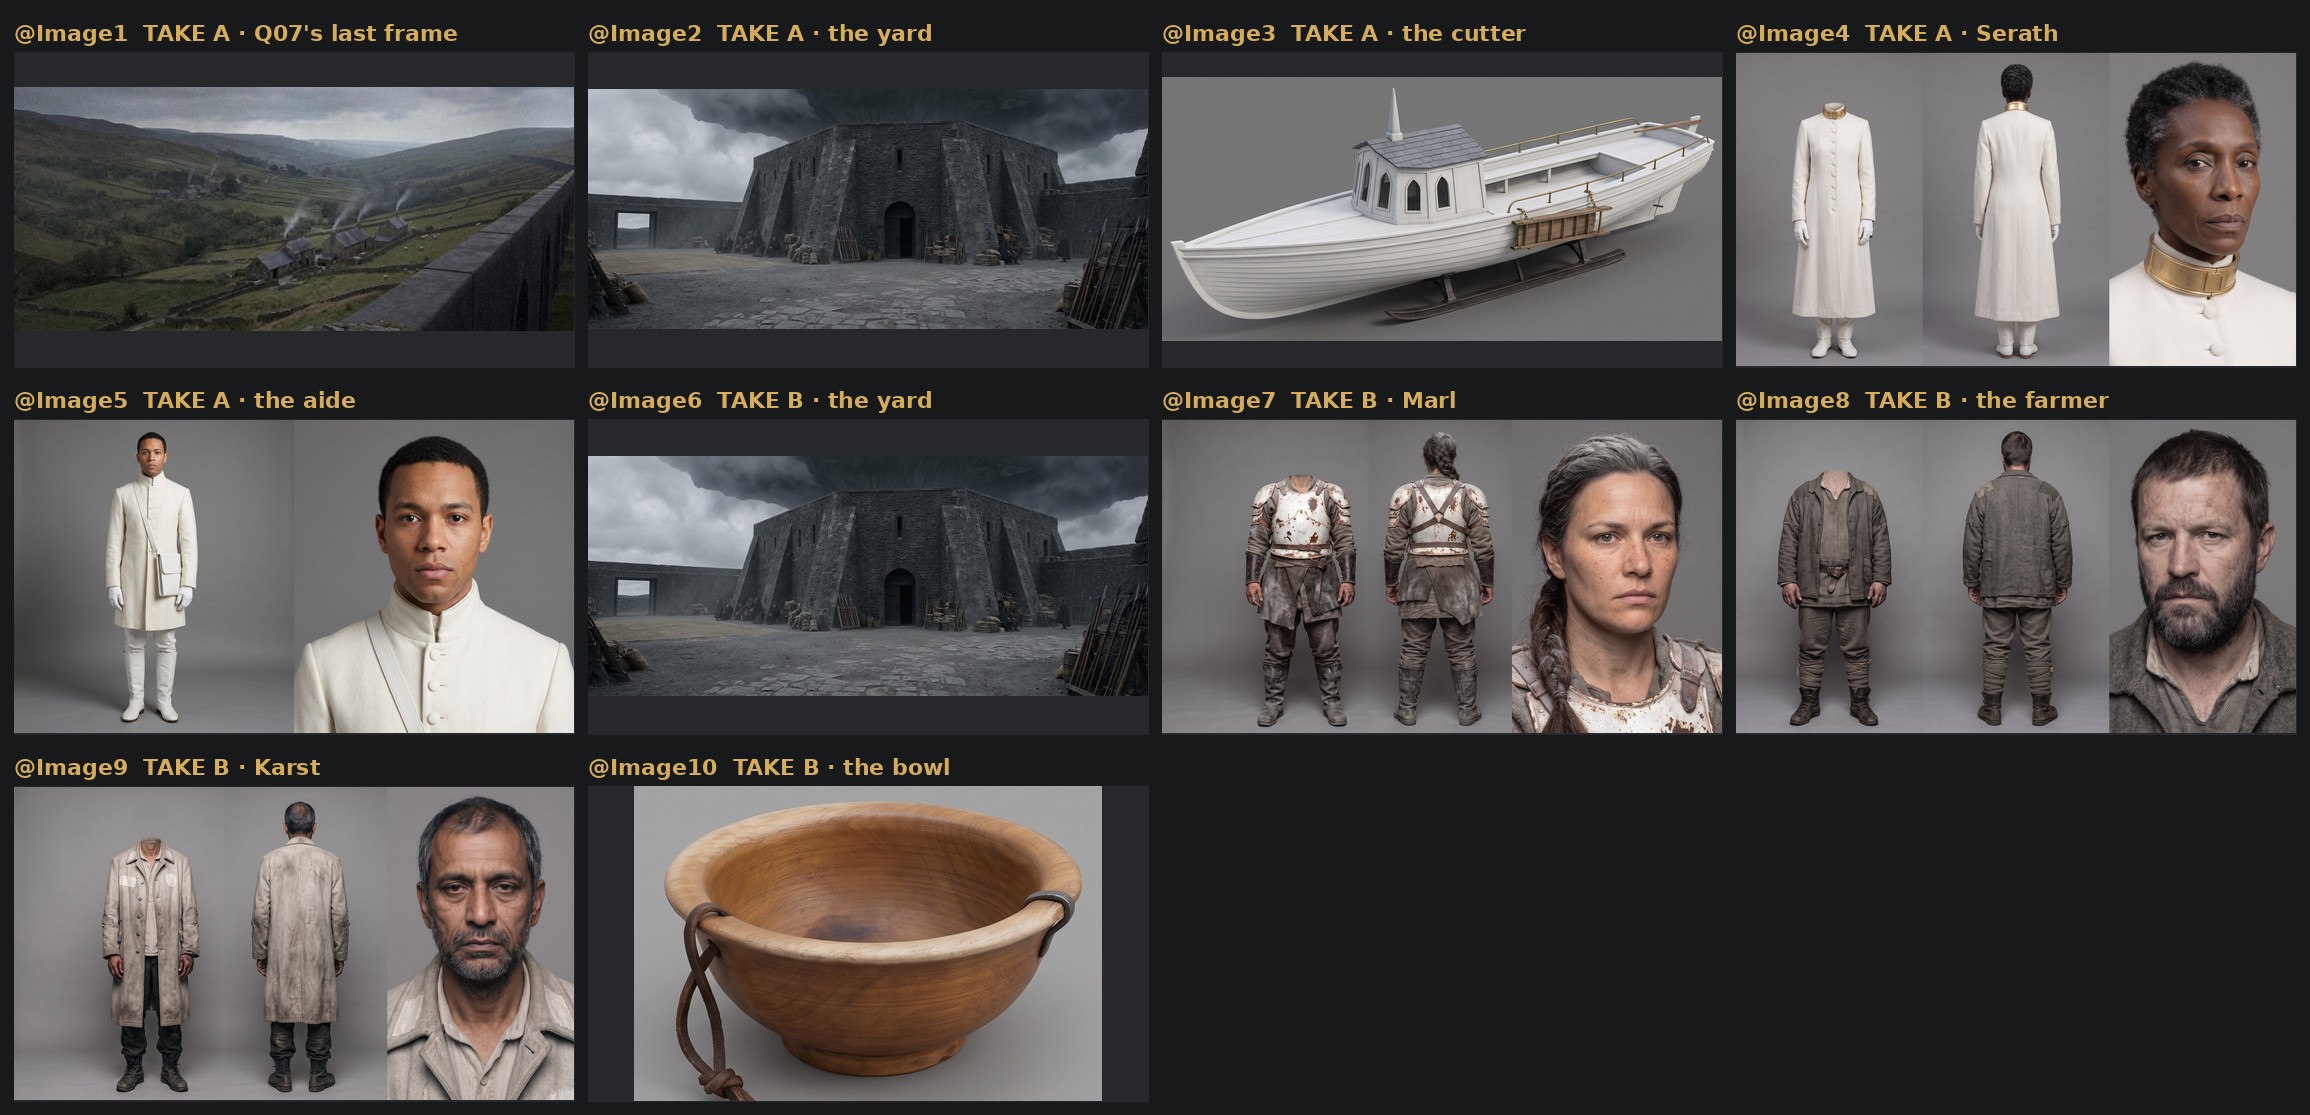 @Image1 TAKE A · Q07's last frame
@Image2 TAKE A · the yard
@Image3 TAKE A · the cutter
@Image4 TAKE A · Serath
@Image5 TAKE A · the aide
@Image6 TAKE B · the yard
@Image7 TAKE B · Marl
@Image8 TAKE B · the farmer
@Image9 TAKE B · Karst
@Image10 TAKE B · the bowl